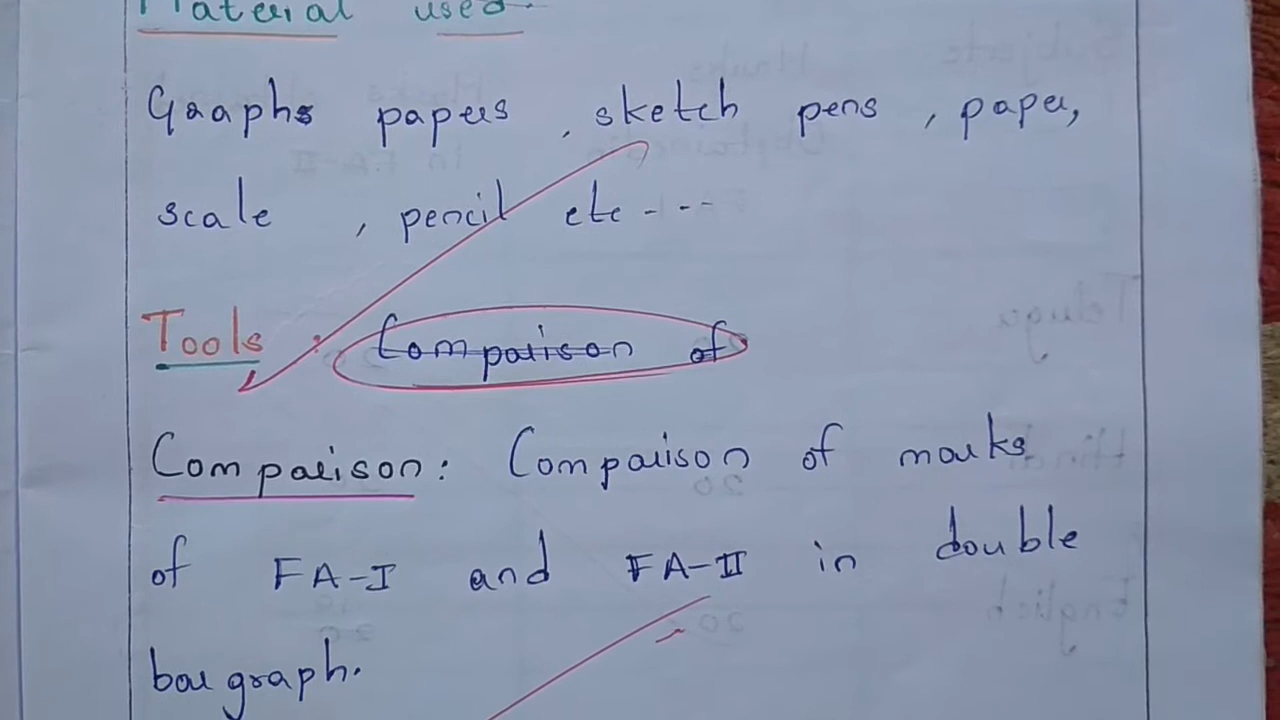 Material used.
Graphs papers , sketch pens , paper,
scale , pencil etc - - - -
Tools : Comparison of
Comparison : Comparison of marks
of FA-I and FA-II in double
bar graph.